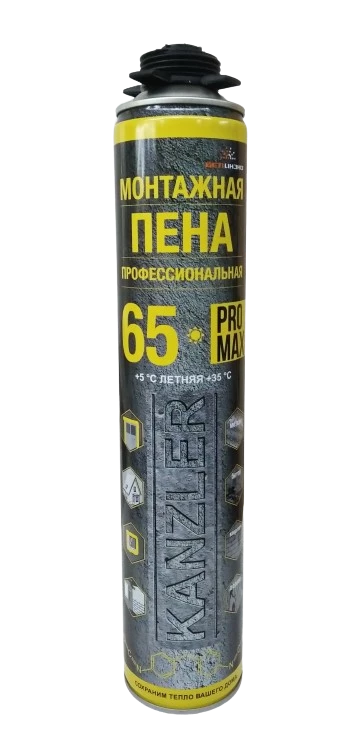 МОНТАЖНАЯ
ПЕНА
ПРОФЕССИОНАЛЬНАЯ
65 PRO
MAX
+5 °C ЛЕТНЯЯ +35 °C
KANZLER
СОХРАНИМ ТЕПЛО ВАШЕГО ДОМА